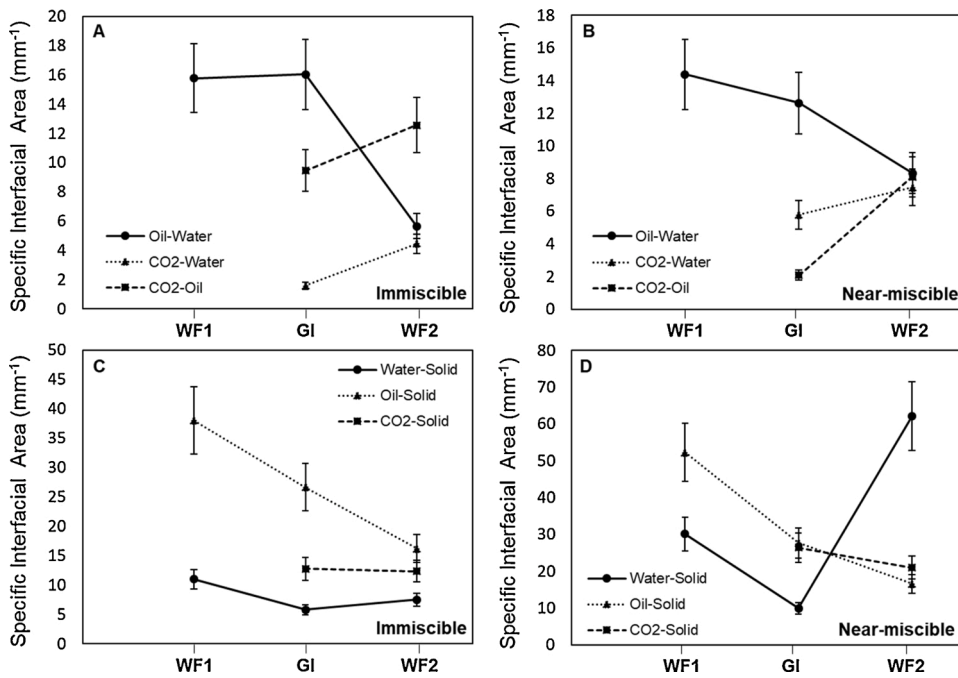 Specific Interfacial Area (mm⁻¹)
20
18
16
14
12
10
8
6
4
2
0
A
Oil-Water
CO2-Water
CO2-Oil
Immiscible
WF1 GI WF2
Specific Interfacial Area (mm⁻¹)
18
16
14
12
10
8
6
4
2
0
B
Oil-Water
CO2-Water
CO2-Oil
Near-miscible
WF1 GI WF2
Specific Interfacial Area (mm⁻¹)
50
45
40
35
30
25
20
15
10
5
0
C
Water-Solid
Oil-Solid
CO2-Solid
Immiscible
WF1 GI WF2
Specific Interfacial Area (mm⁻¹)
80
70
60
50
40
30
20
10
0
D
Water-Solid
Oil-Solid
CO2-Solid
Near-miscible
WF1 GI WF2